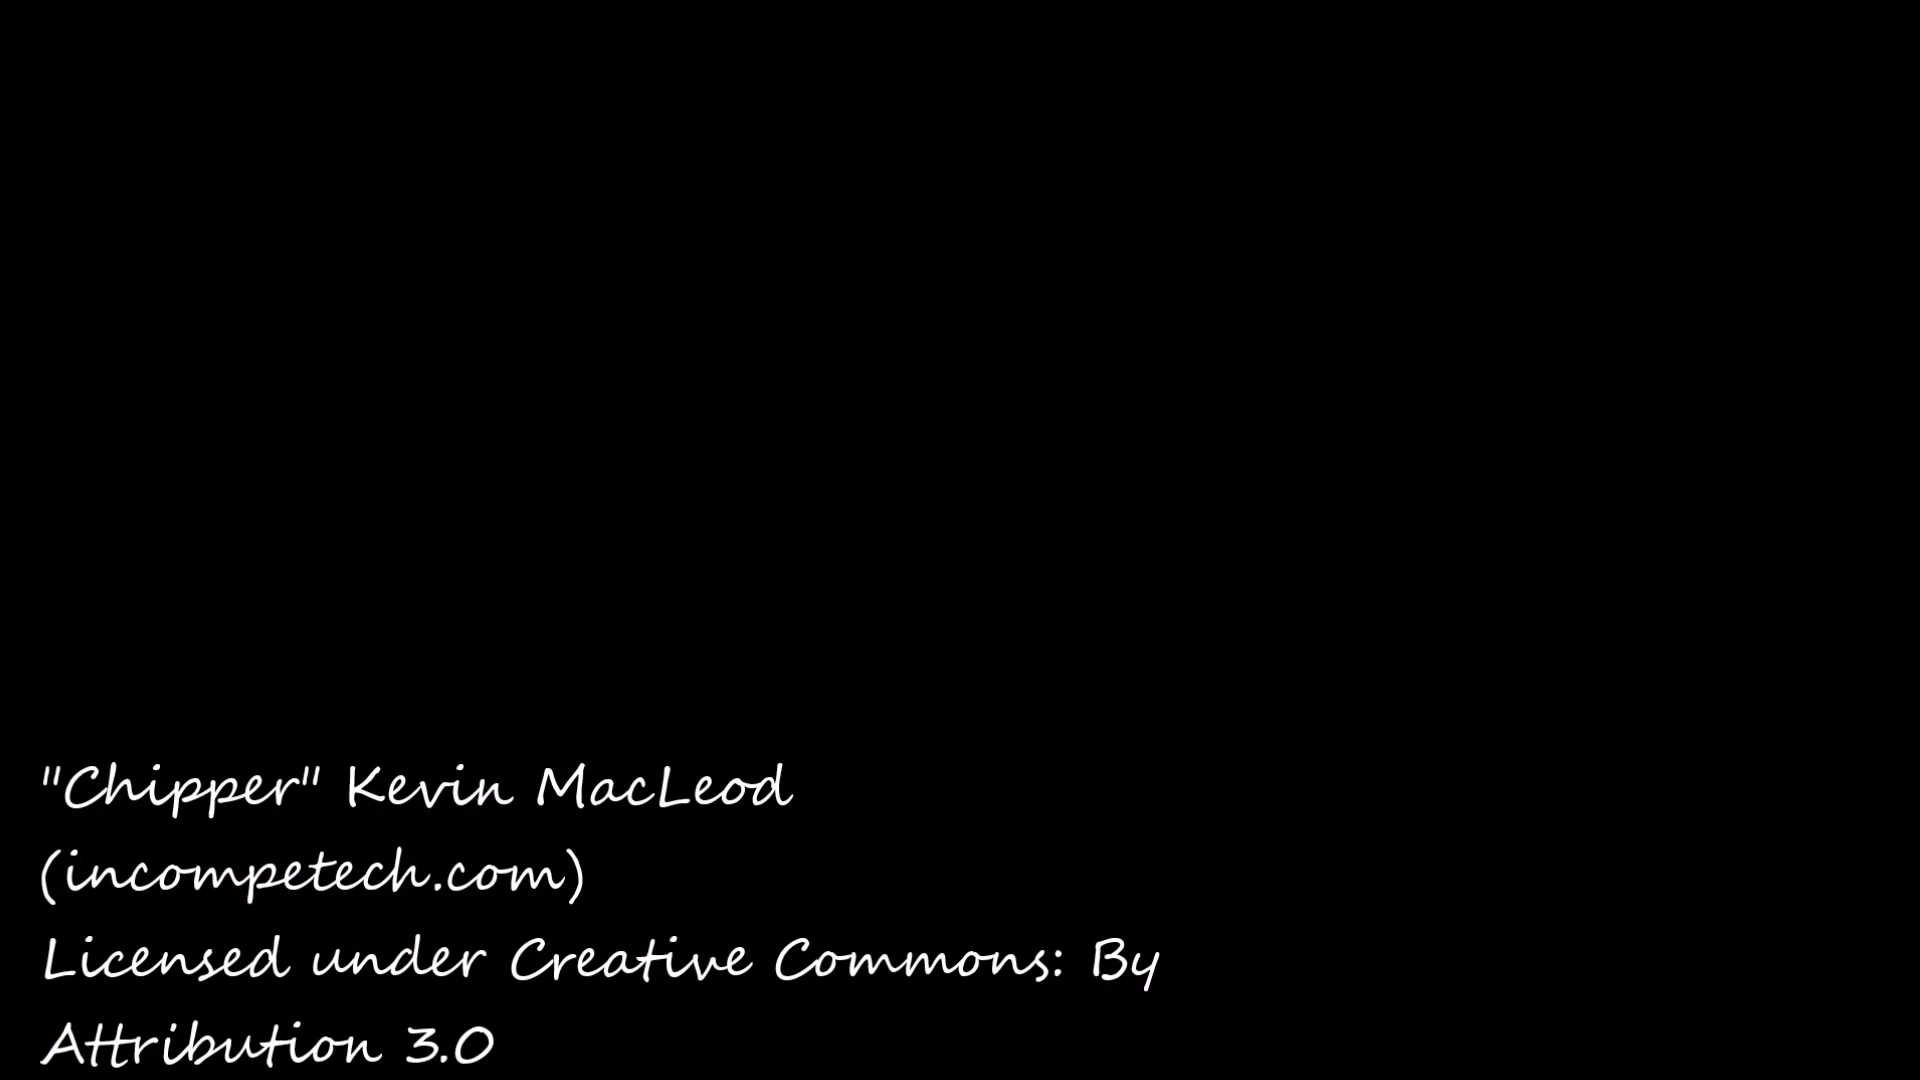 "Chipper" Kevin MacLeod
(incompetech.com)
Licensed under Creative Commons: By
Attribution 3.0